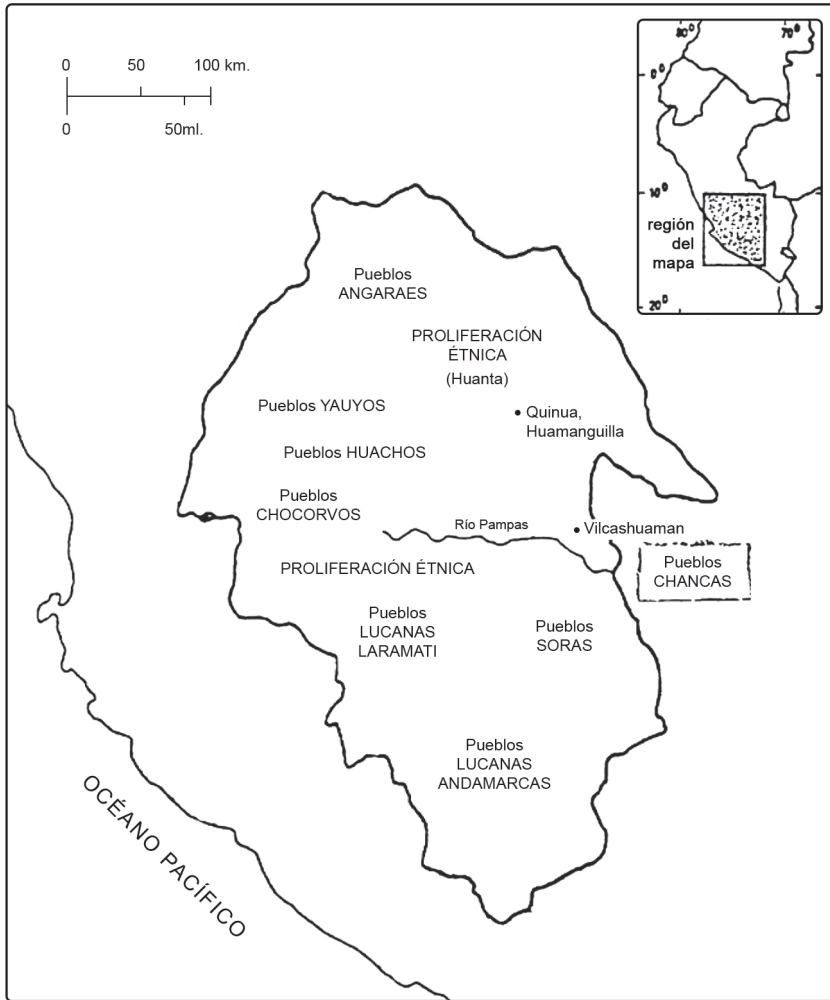 0 50 100 km.
0 50ml.
80° 70°
0°
10°
región
del
mapa
20°
Pueblos
ANGARAES
PROLIFERACIÓN
ÉTNICA
(Huanta)
Pueblos YAUYOS
Quinua,
Huamanguilla
Pueblos HUACHOS
Pueblos
CHOCORVOS
Río Pampas
Vilcashuaman
Pueblos
CHANCAS
PROLIFERACIÓN ÉTNICA
Pueblos
LUCANAS
LARAMATI
Pueblos
SORAS
Pueblos
LUCANAS
ANDAMARCAS
OCÉANO PACÍFICO